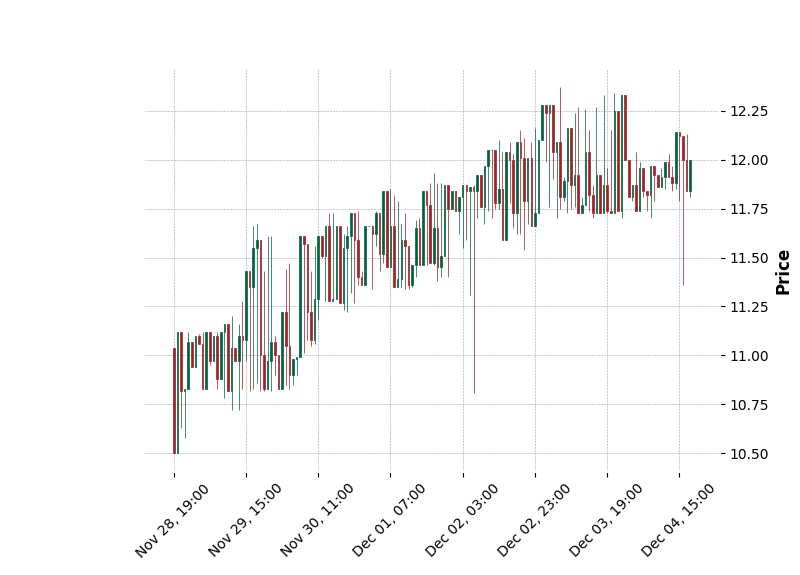 12.25
12.00
11.75
11.50
11.25
11.00
10.75
10.50
Price
Nov 28, 19:00
Nov 29, 15:00
Nov 30, 11:00
Dec 01, 07:00
Dec 02, 03:00
Dec 02, 23:00
Dec 03, 19:00
Dec 04, 15:00